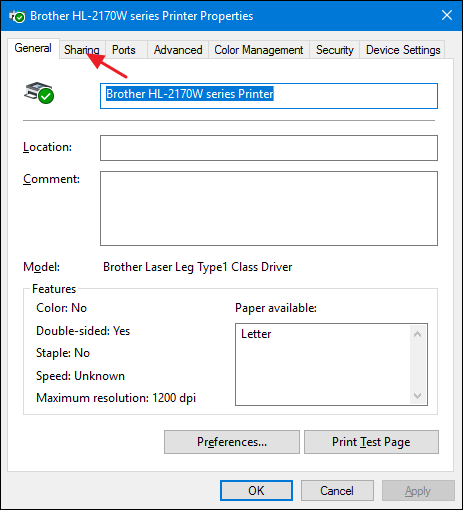 Brother HL-2170W series Printer Properties
General Sharing Ports Advanced Color Management Security Device Settings
Brother HL-2170W series Printer
Location:
Comment:
Model: Brother Laser Leg Type1 Class Driver
Features
Color: No
Double-sided: Yes
Staple: No
Speed: Unknown
Maximum resolution: 1200 dpi
Paper available:
Letter
Preferences... Print Test Page
OK Cancel Apply